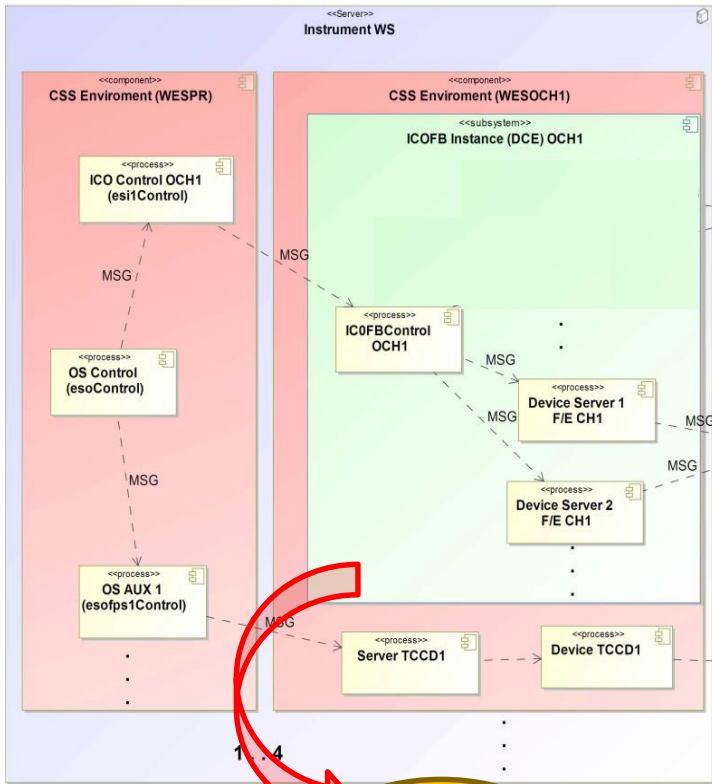 <<Server>>
Instrument WS
<<component>>
CSS Enviroment (WESPR)
<<process>>
ICO Control OCH1
(esi1Control)
MSG
<<process>>
OS Control
(esoControl)
MSG
<<process>>
OS AUX 1
(esofps1Control)
MSG
MSG
<<component>>
CSS Enviroment (WESOCH1)
<<subsystem>>
ICOFB Instance (DCE) OCH1
<<process>>
IC0FBControl
OCH1
MSG
MSG
<<process>>
Device Server 1
F/E CH1
MSG
<<process>>
Device Server 2
F/E CH1
MSG
<<process>>
Server TCCD1
<<process>>
Device TCCD1
1 . . 4